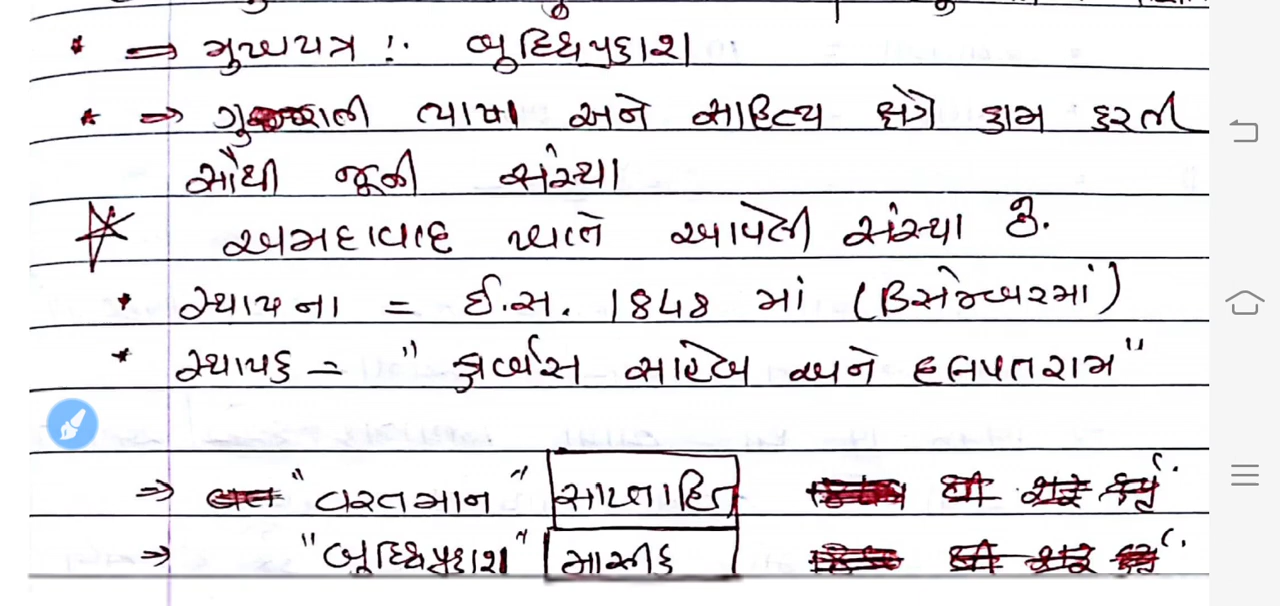 * ⇒ મુખપત્ર :. બુદ્ધિપ્રકાશ
* ⇒ ગુજરાતી ભાષા અને સાહિત્ય ક્ષેત્રે કામ કરતી
સૌથી જૂની સંસ્થા
અમદાવાદ ખાતે આવેલી સંસ્થા છે.
* સ્થાપના = ઈ.સ. 1848 માં (ડિસેમ્બરમાં)
* સ્થાપક = "ફાર્બસ સાહેબ અને દલપતરામ"
⇒ "વરતમાન" સાપ્તાહિક
⇒ "બુદ્ધિપ્રકાશ" માસીક